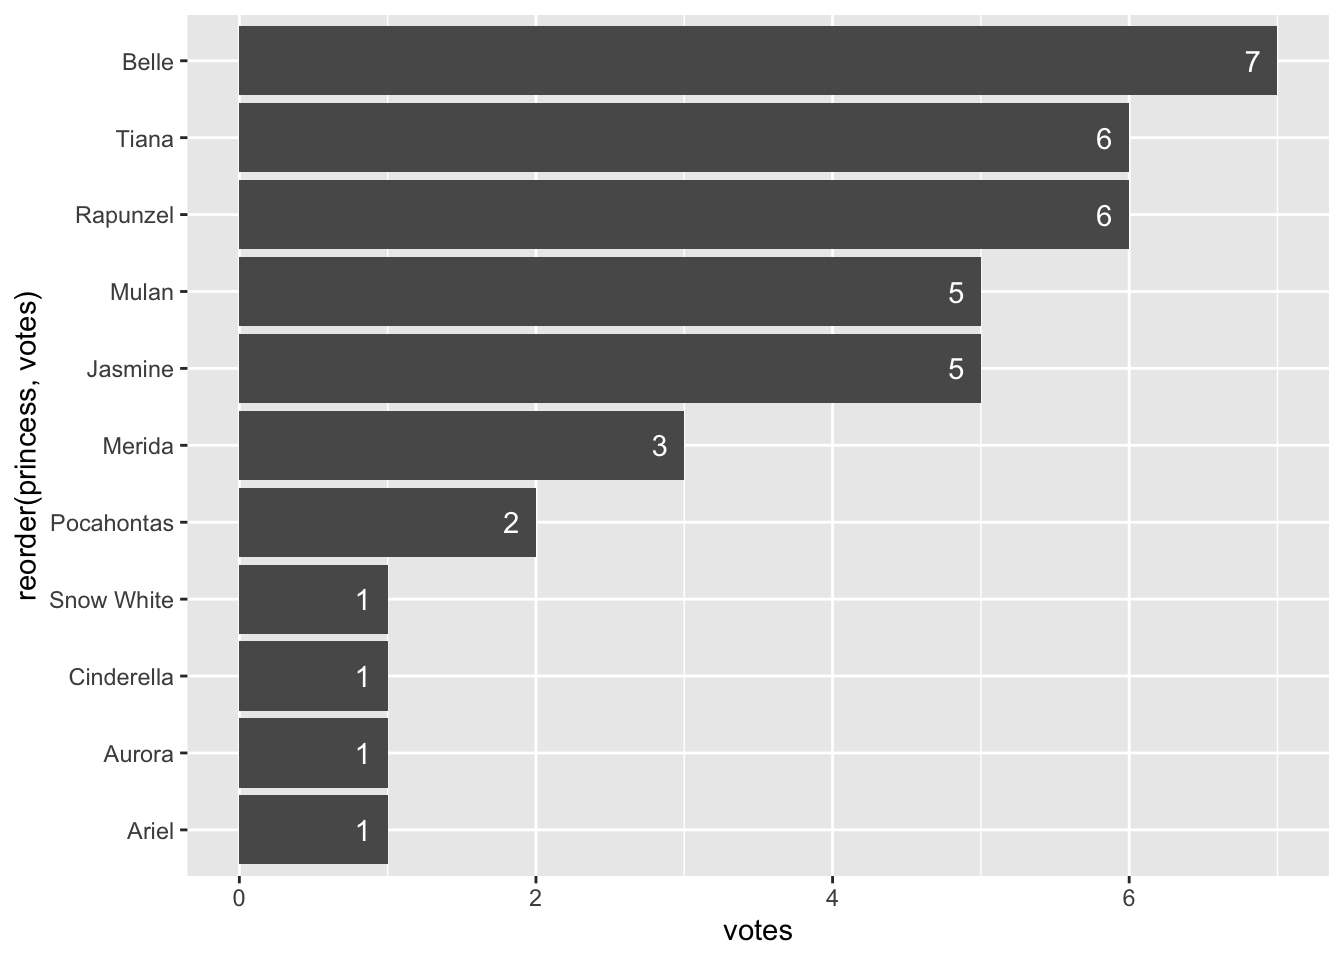 reorder(princess, votes)
Belle 7
Tiana 6
Rapunzel 6
Mulan 5
Jasmine 5
Merida 3
Pocahontas 2
Snow White 1
Cinderella 1
Aurora 1
Ariel 1
0 2 4 6
votes